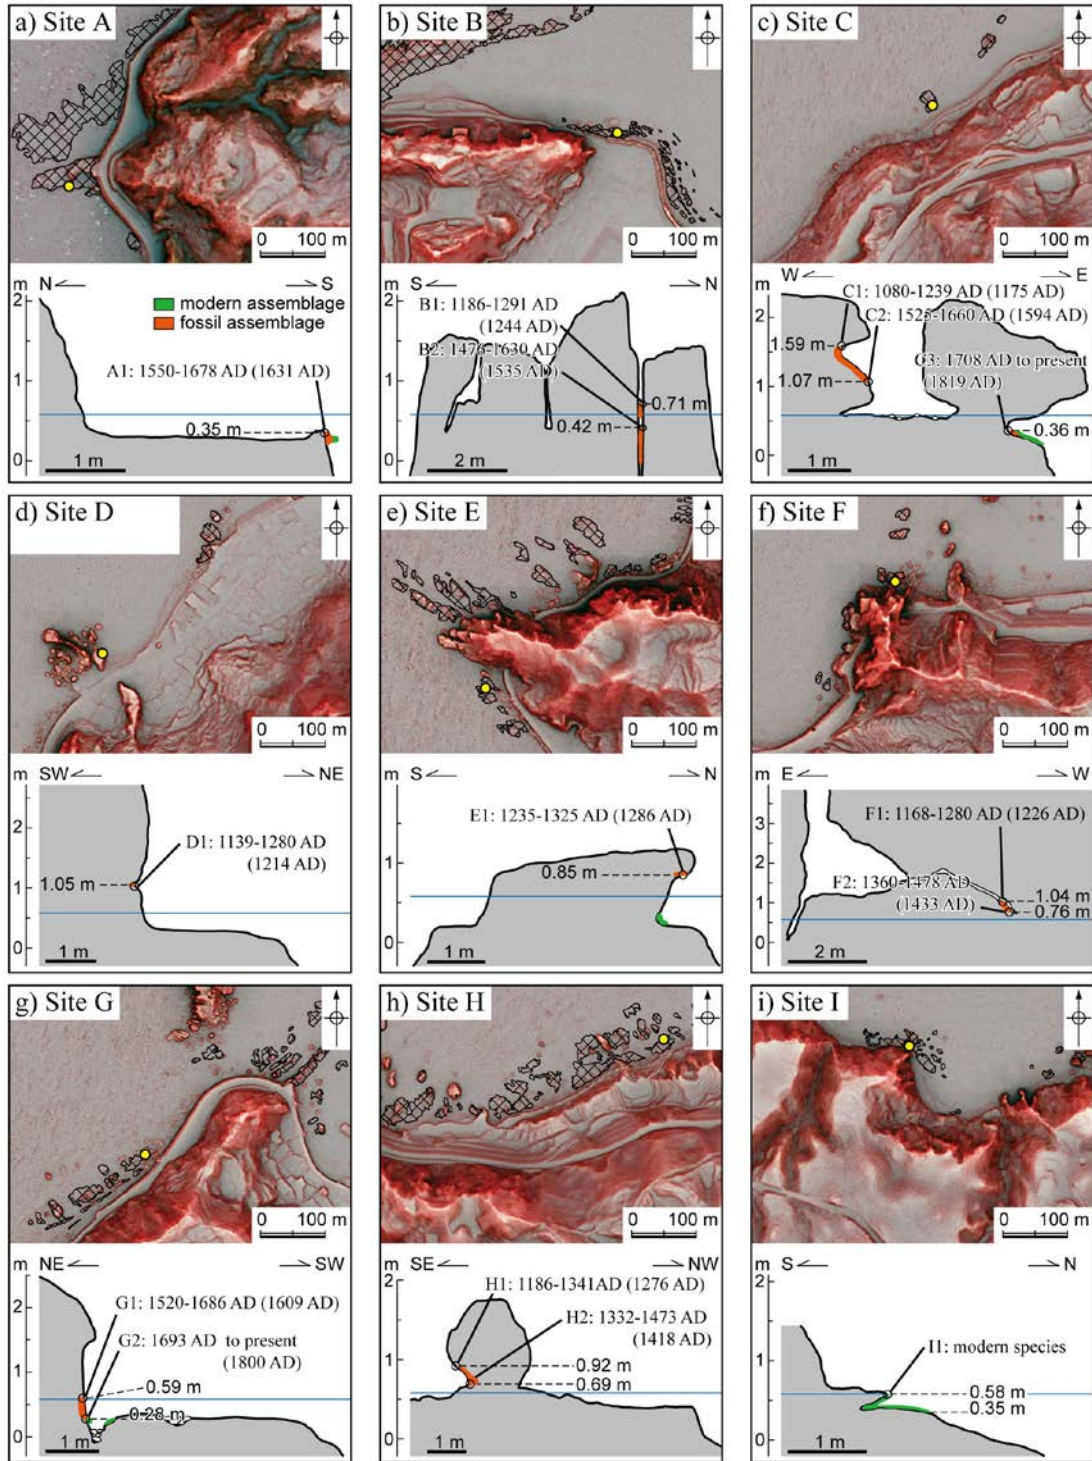 a) Site A
0 100 m
m N S
2
1
0
modern assemblage
fossil assemblage
A1: 1550-1678 AD (1631 AD)
0.35 m
1 m
b) Site B
0 100 m
m S N
2
1
0
B1: 1186-1291 AD
(1244 AD)
B2: 1476-1630 AD
(1535 AD)
0.71 m
0.42 m
2 m
c) Site C
0 100 m
m W E
2
1
0
C1: 1080-1239 AD (1175 AD)
C2: 1525-1660 AD (1594 AD)
C3: 1708 AD to present
(1819 AD)
1.59 m
1.07 m
0.36 m
1 m
d) Site D
0 100 m
m SW NE
2
1
0
D1: 1139-1280 AD
(1214 AD)
1.05 m
1 m
e) Site E
0 100 m
m S N
2
1
0
E1: 1235-1325 AD (1286 AD)
0.85 m
1 m
f) Site F
0 100 m
m E W
3
2
1
0
F1: 1168-1280 AD (1226 AD)
F2: 1360-1478 AD
(1433 AD)
1.04 m
0.76 m
2 m
g) Site G
0 100 m
m NE SW
2
1
0
G1: 1520-1686 AD (1609 AD)
G2: 1693 AD to present
(1800 AD)
0.59 m
0.28 m
1 m
h) Site H
0 100 m
m SE NW
2
1
0
H1: 1186-1341AD (1276 AD)
H2: 1332-1473 AD
(1418 AD)
0.92 m
0.69 m
1 m
i) Site I
0 100 m
m S N
2
1
0
I1: modern species
0.58 m
0.35 m
1 m